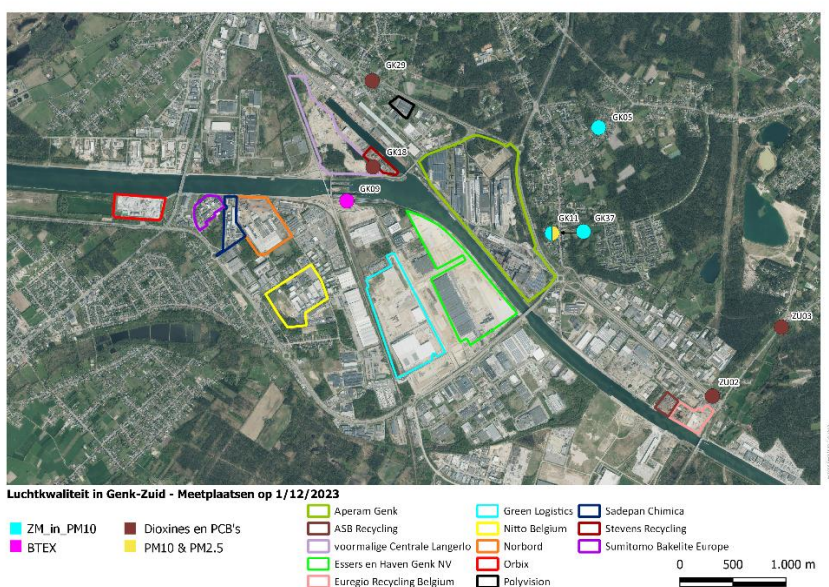 GK29
GK05
GK18
GK09
GK11 GK37
ZU03
ZU02
Luchtkwaliteit in Genk-Zuid - Meetplaatsen op 1/12/2023
ZM_in_PM10
BTEX
Dioxines en PCB's
PM10 & PM2.5
Aperam Genk
ASB Recycling
voormalige Centrale Langerlo
Essers en Haven Genk NV
Euregio Recycling Belgium
Green Logistics
Nitto Belgium
Norbord
Orbix
Polyvision
Sadepan Chimica
Stevens Recycling
Sumitomo Bakelite Europe
0 500 1.000 m